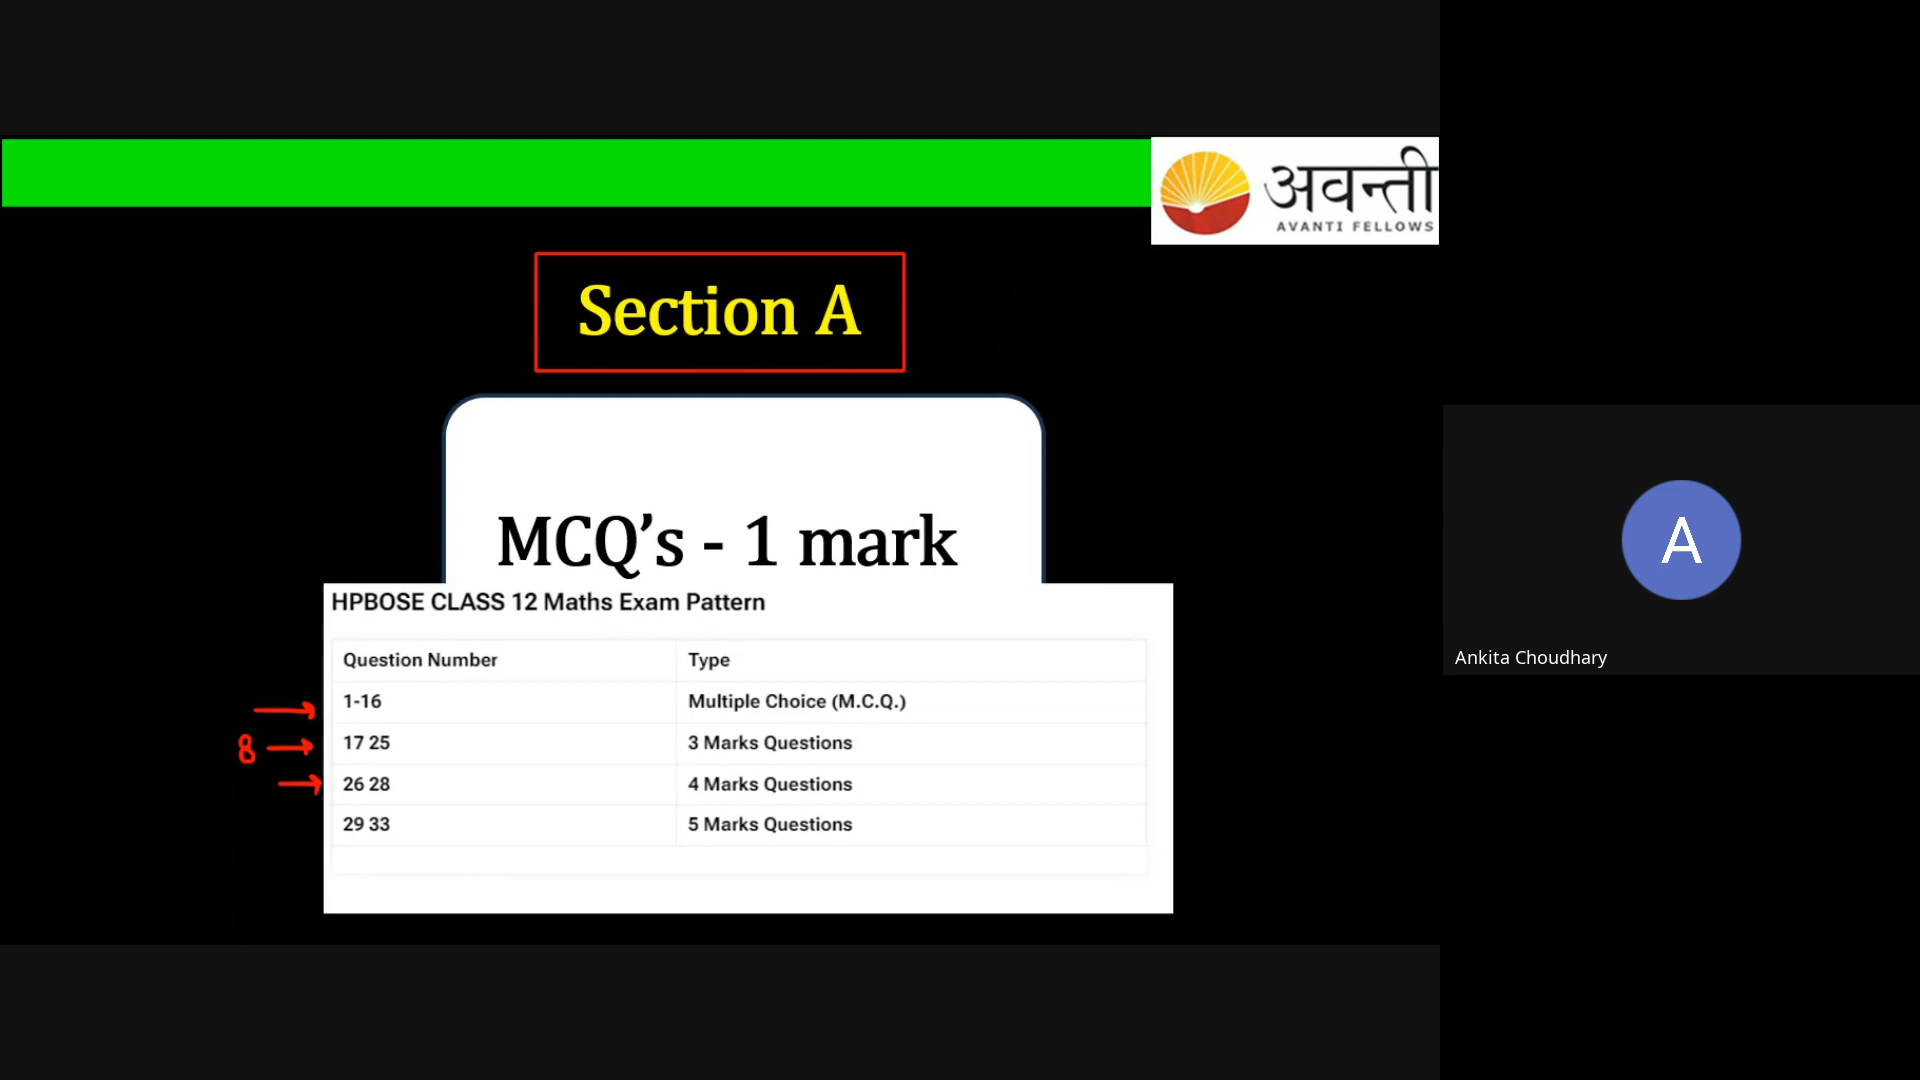 अवन्ती
AVANTI FELLOWS
Section A
MCQ’s - 1 mark
HPBOSE CLASS 12 Maths Exam Pattern
Question Number Type
1-16 Multiple Choice (M.C.Q.)
8 17 25 3 Marks Questions
26 28 4 Marks Questions
29 33 5 Marks Questions
A
Ankita Choudhary